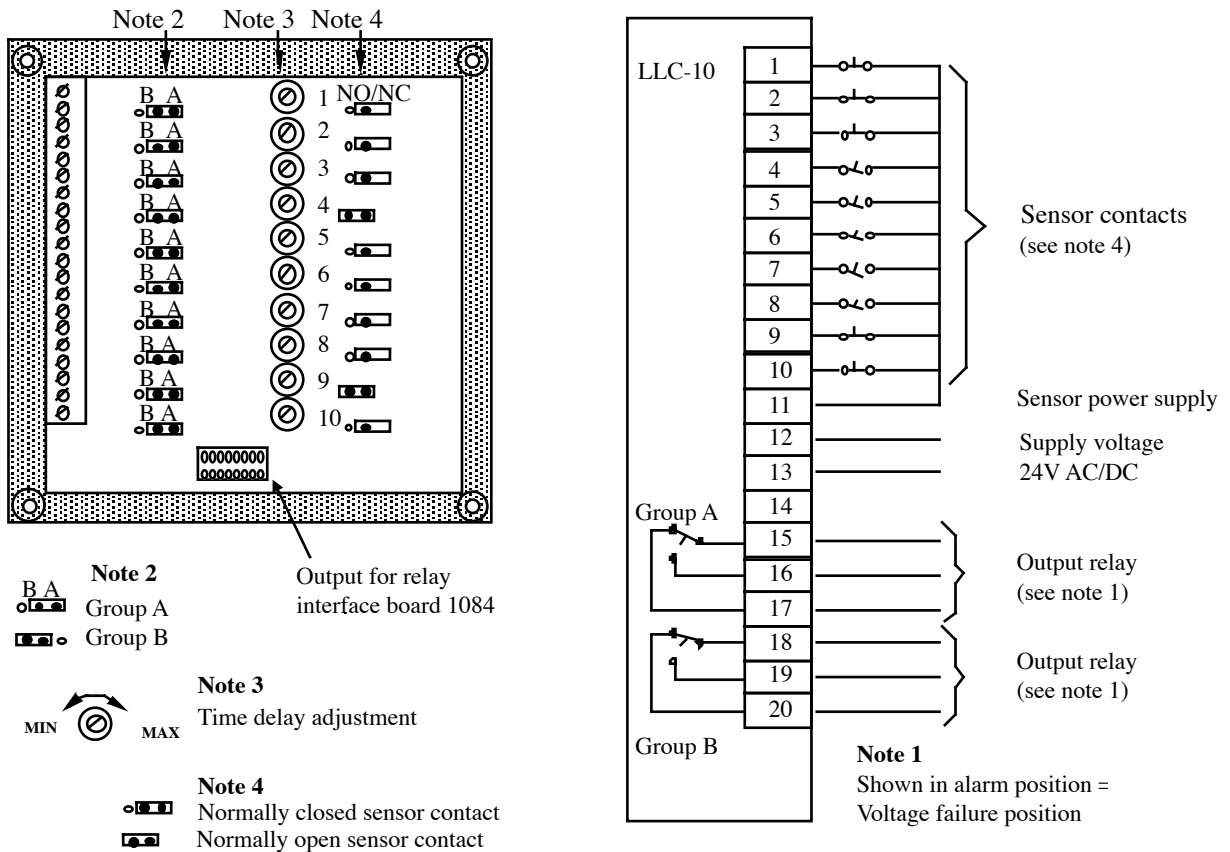 Note 2 Note 3 Note 4
B A
B A
B A
B A
B A
B A
B A
B A
B A
B A
1 NO/NC
2
3
4
5
6
7
8
9
10
Note 2
B A
Group A
Group B
Output for relay
interface board 1084
Note 3
MIN MAX Time delay adjustment
Note 4
Normally closed sensor contact
Normally open sensor contact
LLC-10
1
2
3
4
5
6
7
8
9
10
11
12
13
14
15
16
17
18
19
20
Sensor contacts
(see note 4)
Sensor power supply
Supply voltage
24V AC/DC
Group A
Output relay
(see note 1)
Output relay
(see note 1)
Group B
Note 1
Shown in alarm position =
Voltage failure position